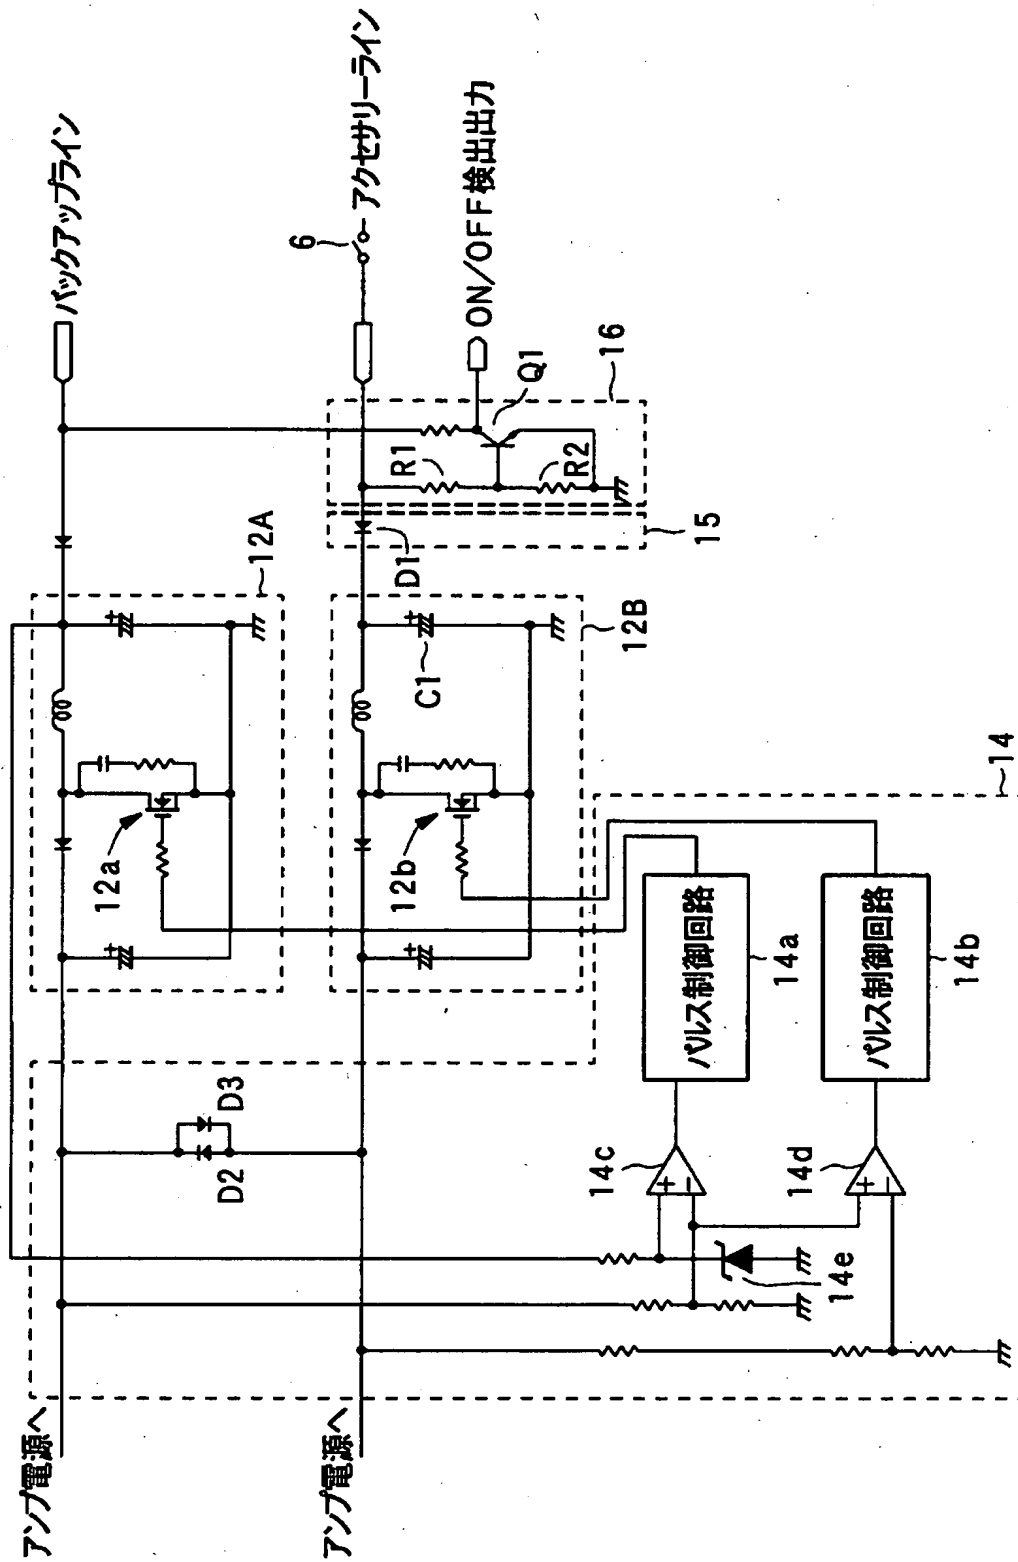 バックアップライン
アクセサリーライン
6
ON/OFF検出出力
16
Q1
R1
R2
15
D1
12A
12B
C1
12a
12b
14
パルス制御回路
14a
パルス制御回路
14b
D3
D2
14c
14d
14e
+
−
+
−
+
+
+
+
アンプ電源へ
アンプ電源へ